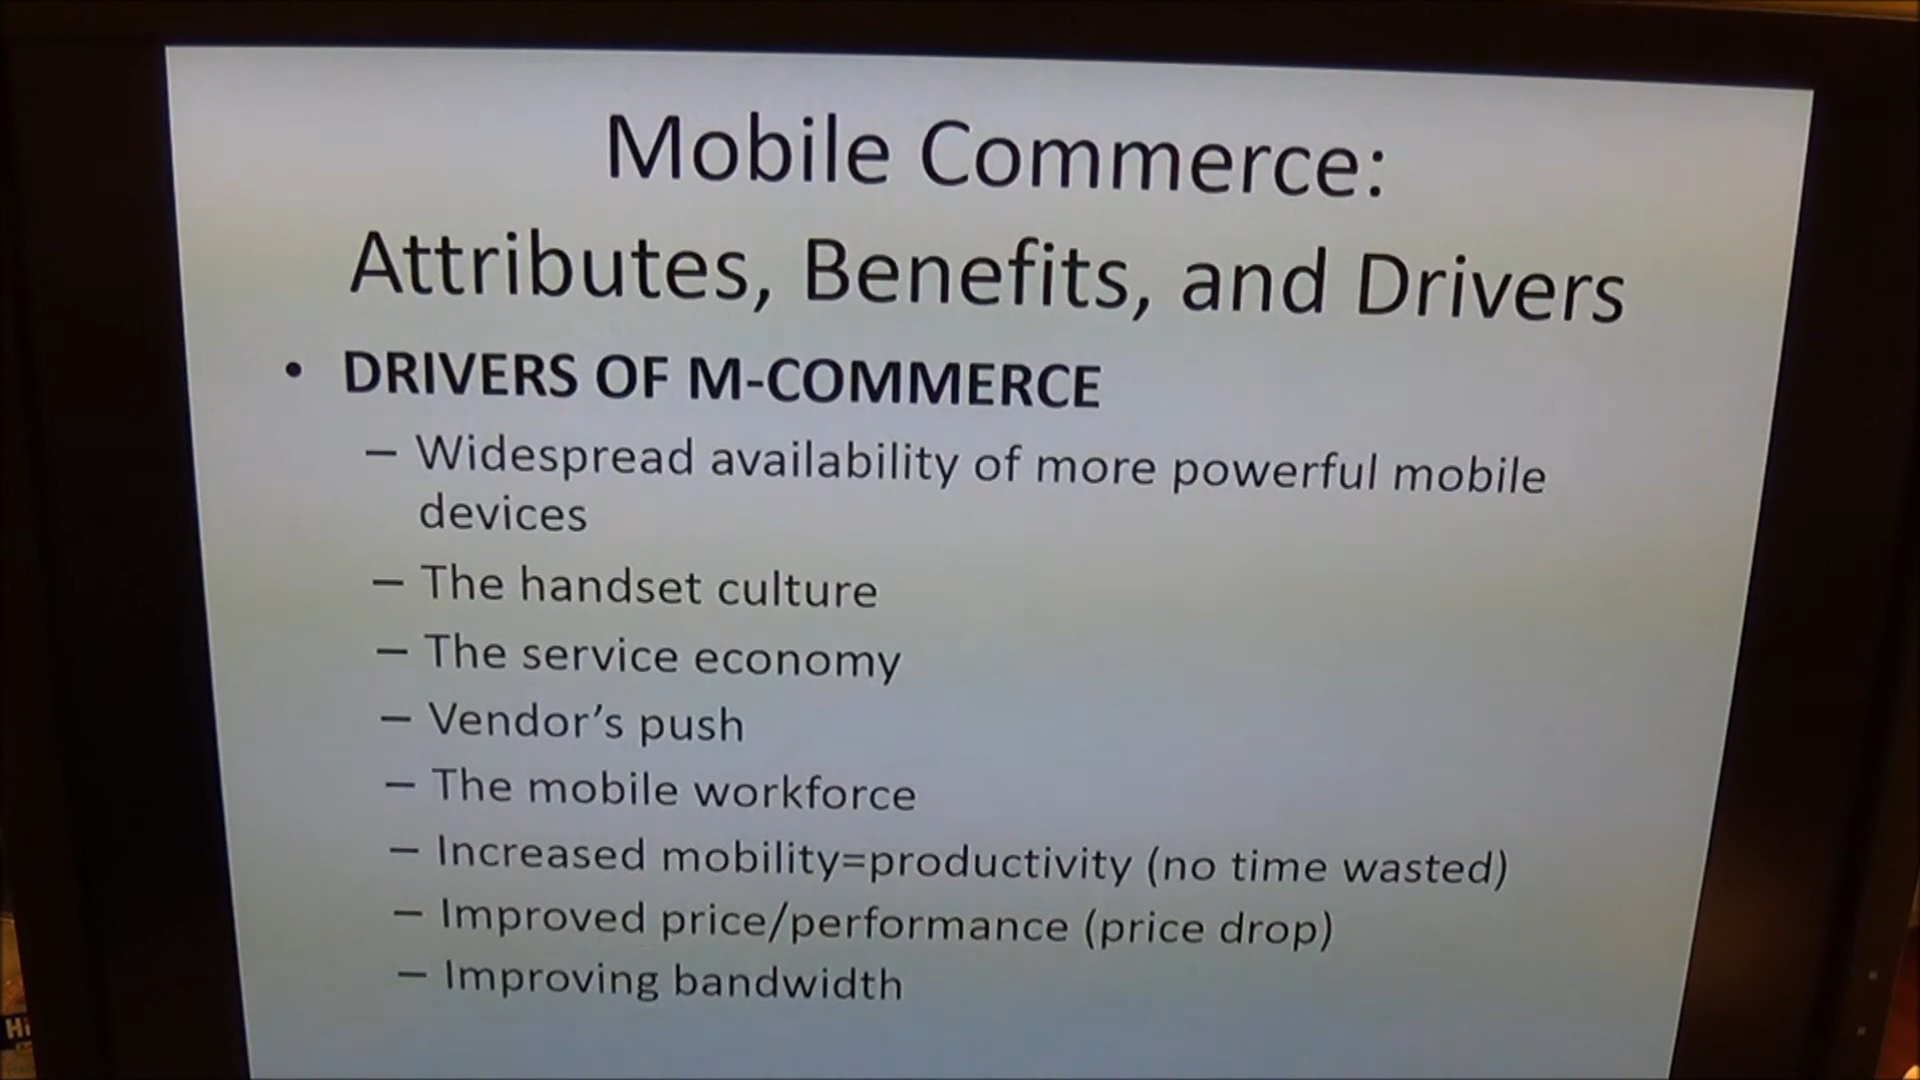 Mobile Commerce:
Attributes, Benefits, and Drivers
• DRIVERS OF M-COMMERCE
– Widespread availability of more powerful mobile
devices
– The handset culture
– The service economy
– Vendor’s push
– The mobile workforce
– Increased mobility=productivity (no time wasted)
– Improved price/performance (price drop)
– Improving bandwidth
Hi